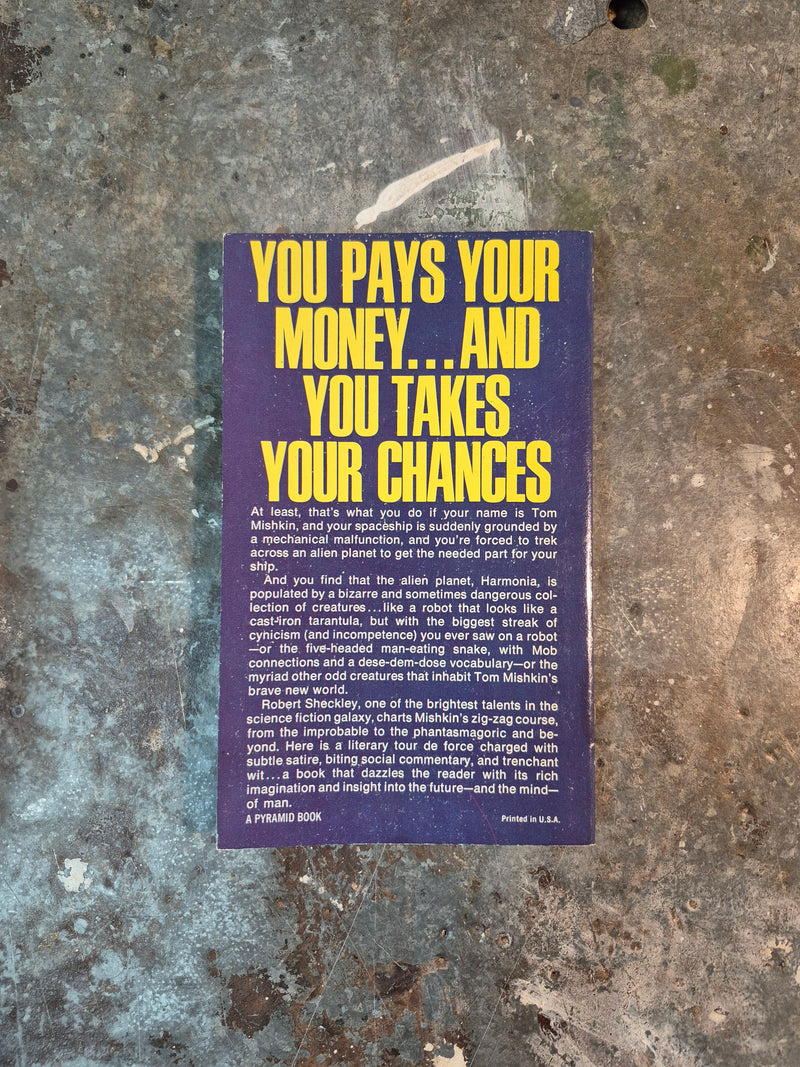 YOU PAYS YOUR
MONEY...AND
YOU TAKES
YOUR CHANCES
At least, that's what you do if your name is Tom
Mishkin, and your spaceship is suddenly grounded by
a mechanical malfunction, and you're forced to trek
across an alien planet to get the needed part for your
ship.
And you find that the alien planet, Harmonia, is
populated by a bizarre and sometimes dangerous col-
lection of creatures...like a robot that looks like a
cast-iron tarantula, but with the biggest streak of
cynicism (and incompetence) you ever saw on a robot
—or the five-headed man-eating snake, with Mob
connections and a dese-dem-dose vocabulary—or the
myriad other odd creatures that inhabit Tom Mishkin's
brave new world.
Robert Sheckley, one of the brightest talents in the
science fiction galaxy, charts Mishkin's zig-zag course,
from the improbable to the phantasmagoric and be-
yond. Here is a literary tour de force charged with
subtle satire, biting social commentary, and trenchant
wit...a book that dazzles the reader with its rich
imagination and insight into the future—and the mind—
of man.
A PYRAMID BOOK
Printed in U.S.A.